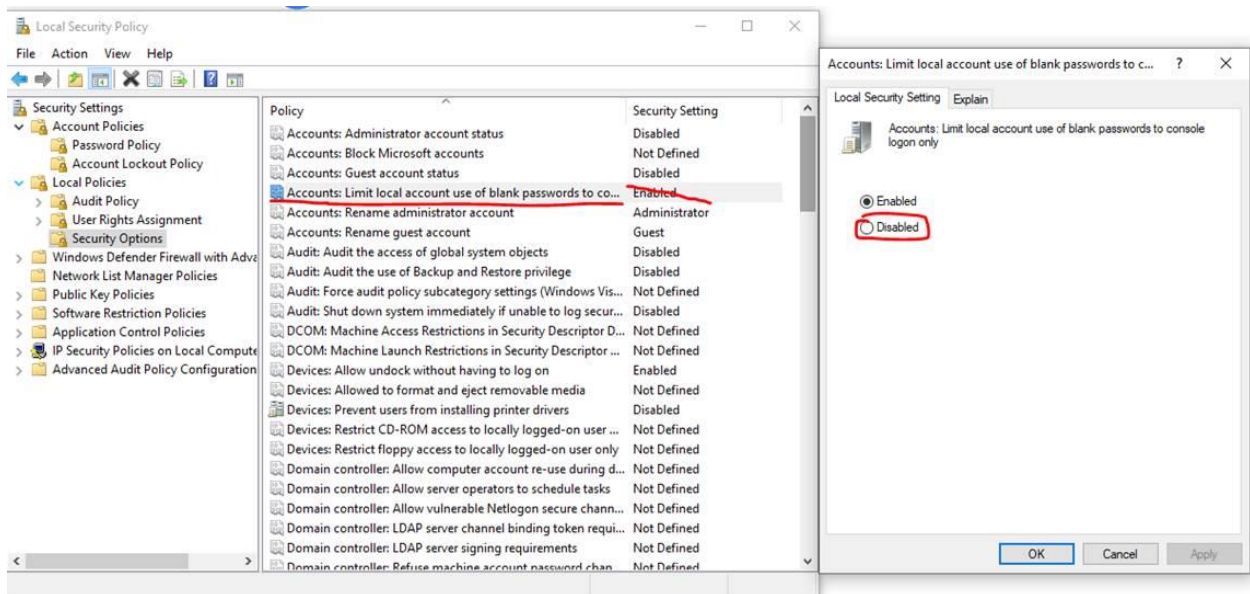 Local Security Policy
File Action View Help
Security Settings
Account Policies
Password Policy
Account Lockout Policy
Local Policies
Audit Policy
User Rights Assignment
Security Options
Windows Defender Firewall with Adva
Network List Manager Policies
Public Key Policies
Software Restriction Policies
Application Control Policies
IP Security Policies on Local Compute
Advanced Audit Policy Configuration
Policy Security Setting
Accounts: Administrator account status Disabled
Accounts: Block Microsoft accounts Not Defined
Accounts: Guest account status Disabled
Accounts: Limit local account use of blank passwords to co... Enabled
Accounts: Rename administrator account Administrator
Accounts: Rename guest account Guest
Audit: Audit the access of global system objects Disabled
Audit: Audit the use of Backup and Restore privilege Disabled
Audit: Force audit policy subcategory settings (Windows Vis... Not Defined
Audit: Shut down system immediately if unable to log secur... Disabled
DCOM: Machine Access Restrictions in Security Descriptor D... Not Defined
DCOM: Machine Launch Restrictions in Security Descriptor ... Not Defined
Devices: Allow undock without having to log on Enabled
Devices: Allowed to format and eject removable media Not Defined
Devices: Prevent users from installing printer drivers Disabled
Devices: Restrict CD-ROM access to locally logged-on user ... Not Defined
Devices: Restrict floppy access to locally logged-on user only Not Defined
Domain controller: Allow computer account re-use during d... Not Defined
Domain controller: Allow server operators to schedule tasks Not Defined
Domain controller: Allow vulnerable Netlogon secure chann... Not Defined
Domain controller: LDAP server channel binding token requi... Not Defined
Domain controller: LDAP server signing requirements Not Defined
Domain controller: Refuse machine account password chan Not Defined
Accounts: Limit local account use of blank passwords to c... ?
Local Security Setting Explain
Accounts: Limit local account use of blank passwords to console
logon only
Enabled
Disabled
OK Cancel Apply